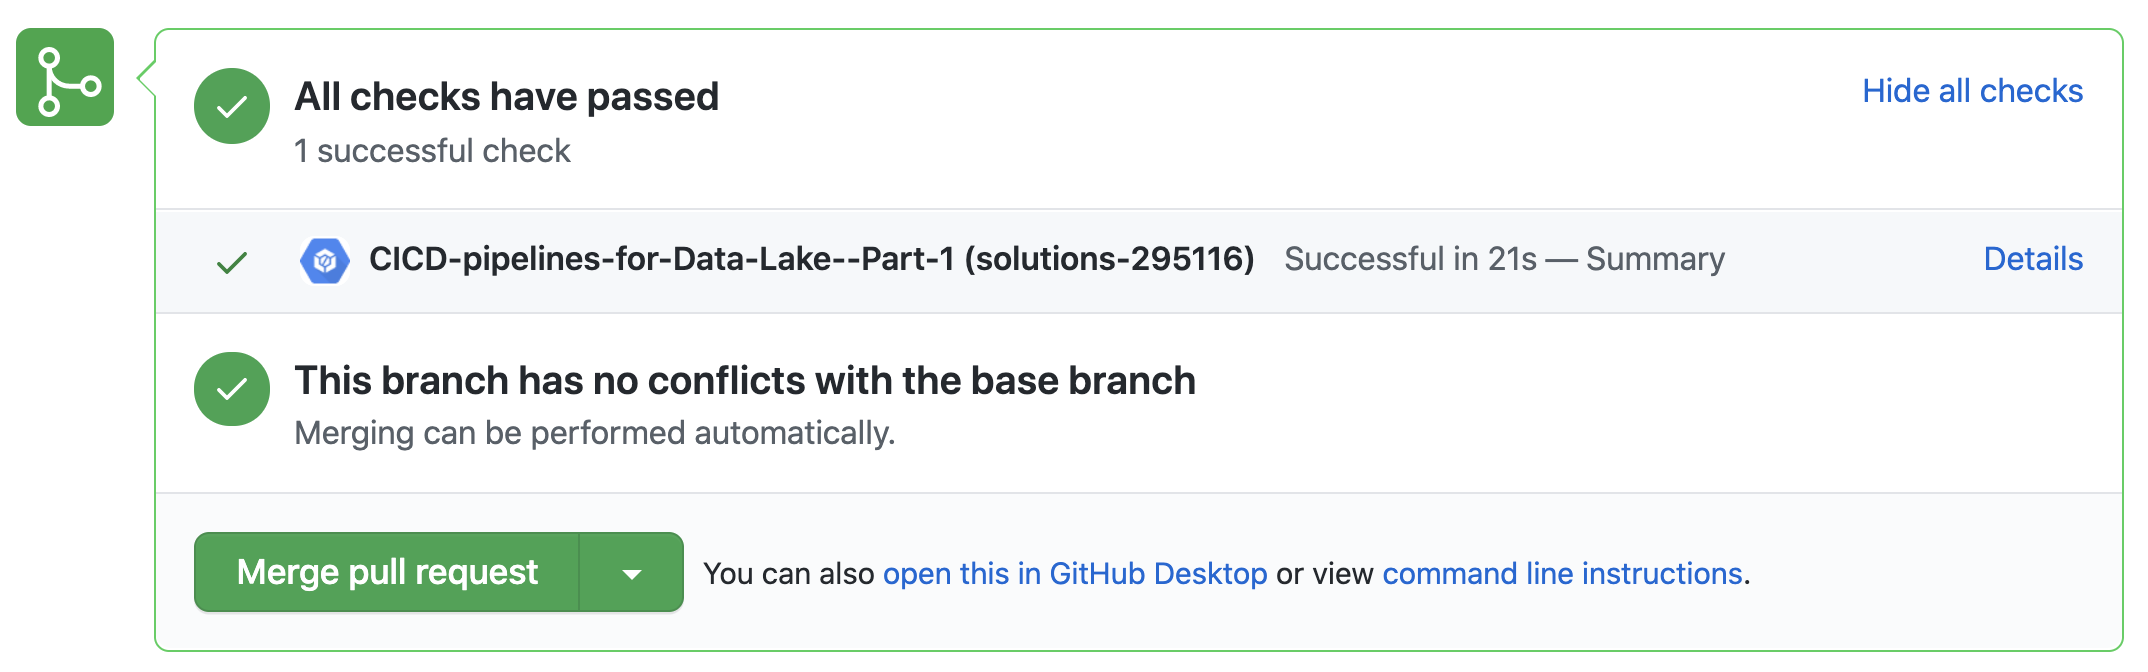 All checks have passed
Hide all checks
1 successful check
CICD-pipelines-for-Data-Lake--Part-1 (solutions-295116) Successful in 21s — Summary Details
This branch has no conflicts with the base branch
Merging can be performed automatically.
Merge pull request You can also open this in GitHub Desktop or view command line instructions.